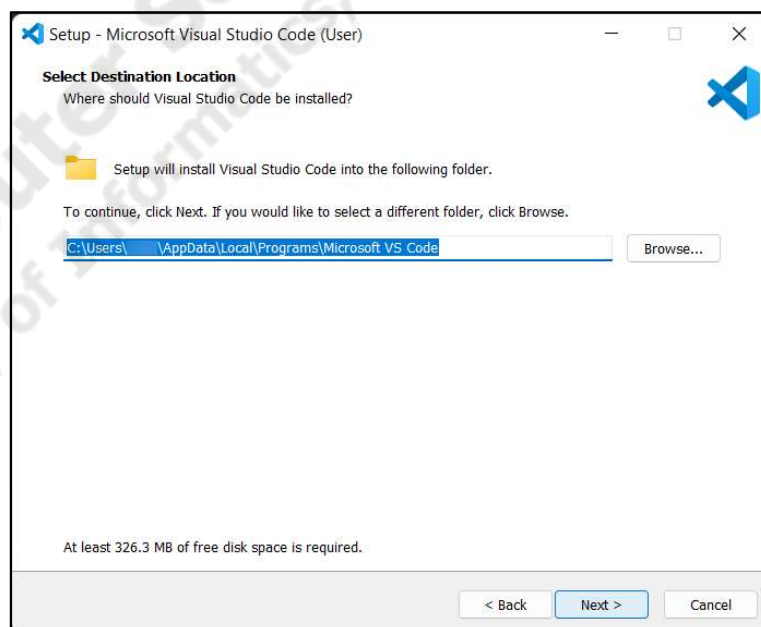 Setup - Microsoft Visual Studio Code (User)
Select Destination Location
Where should Visual Studio Code be installed?
Setup will install Visual Studio Code into the following folder.
To continue, click Next. If you would like to select a different folder, click Browse.
C:\Users\ \AppData\Local\Programs\Microsoft VS Code
Browse...
At least 326.3 MB of free disk space is required.
< Back Next > Cancel
of Informatics,